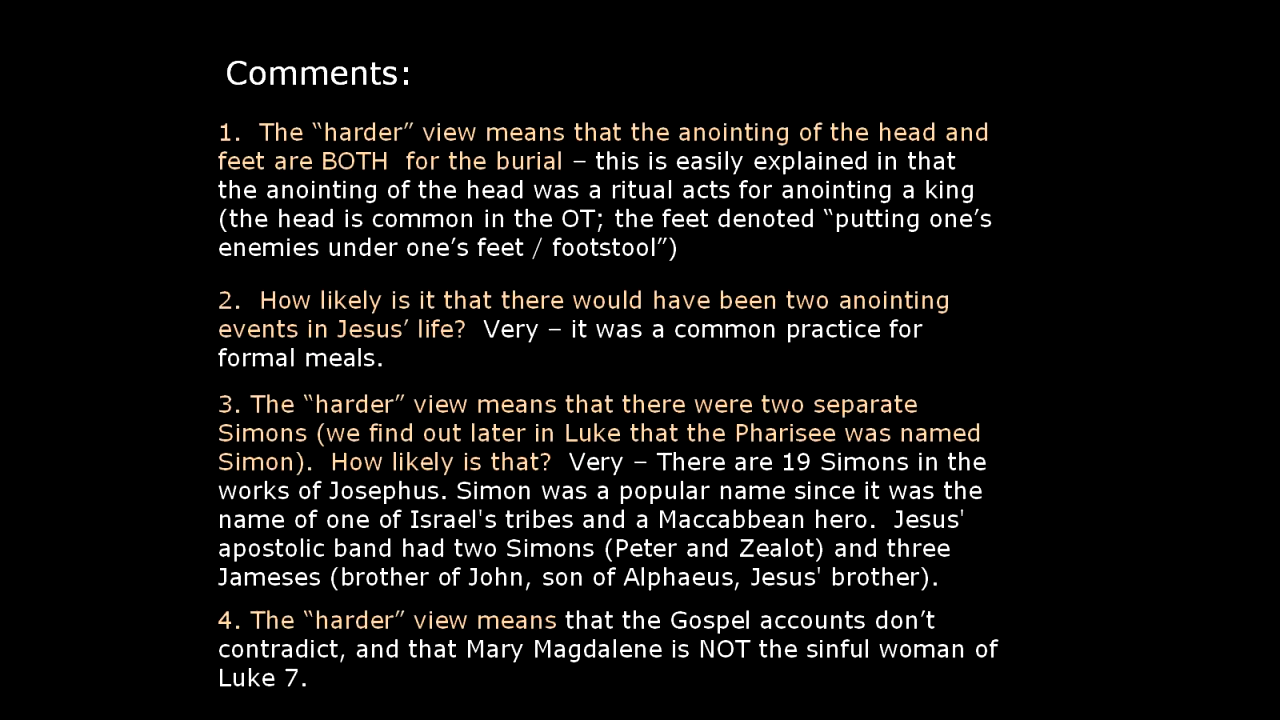 Comments:
1.  The “harder” view means that the anointing of the head and
feet are BOTH  for the burial – this is easily explained in that
the anointing of the head was a ritual acts for anointing a king
(the head is common in the OT; the feet denoted “putting one’s
enemies under one’s feet / footstool”)
2.  How likely is it that there would have been two anointing
events in Jesus’ life?  Very – it was a common practice for
formal meals.
3. The “harder” view means that there were two separate
Simons (we find out later in Luke that the Pharisee was named
Simon).  How likely is that?  Very – There are 19 Simons in the
works of Josephus. Simon was a popular name since it was the
name of one of Israel's tribes and a Maccabbean hero.  Jesus'
apostolic band had two Simons (Peter and Zealot) and three
Jameses (brother of John, son of Alphaeus, Jesus' brother).
4. The “harder” view means that the Gospel accounts don’t
contradict, and that Mary Magdalene is NOT the sinful woman of
Luke 7.